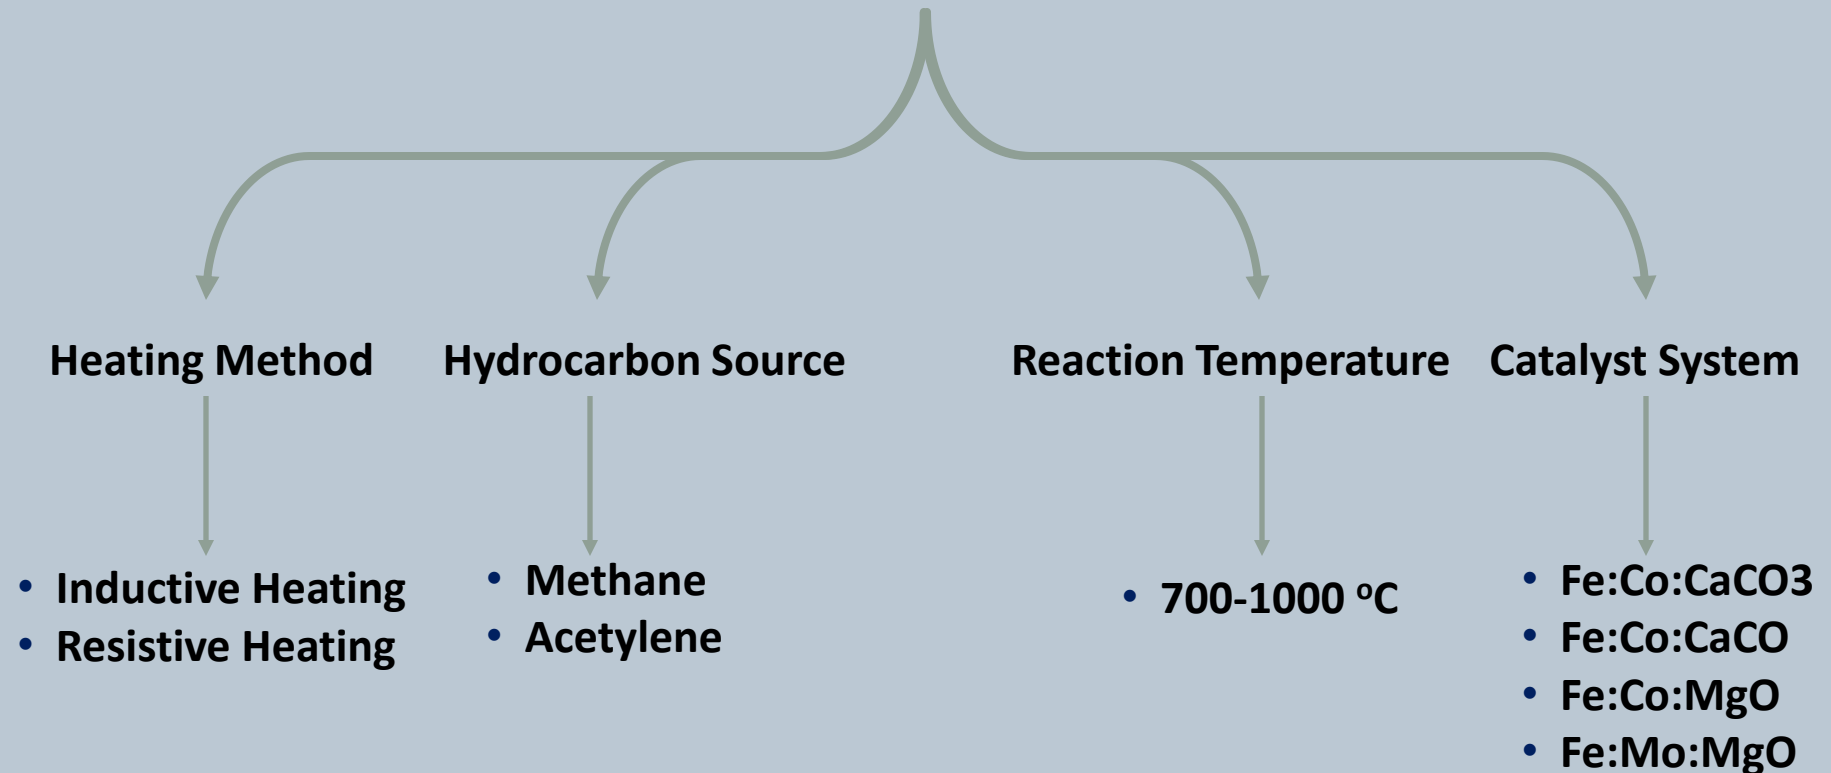 Heating Method
Hydrocarbon Source
Reaction Temperature
Catalyst System
• Inductive Heating
• Resistive Heating
• Methane
• Acetylene
• 700-1000 ºC
• Fe:Co:CaCO3
• Fe:Co:CaCO
• Fe:Co:MgO
• Fe:Mo:MgO